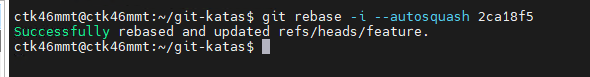 ctk46mmt@ctk46mmt:~/git-katas$ git rebase -i --autosquash 2ca18f5
Successfully rebased and updated refs/heads/feature.
ctk46mmt@ctk46mmt:~/git-katas$